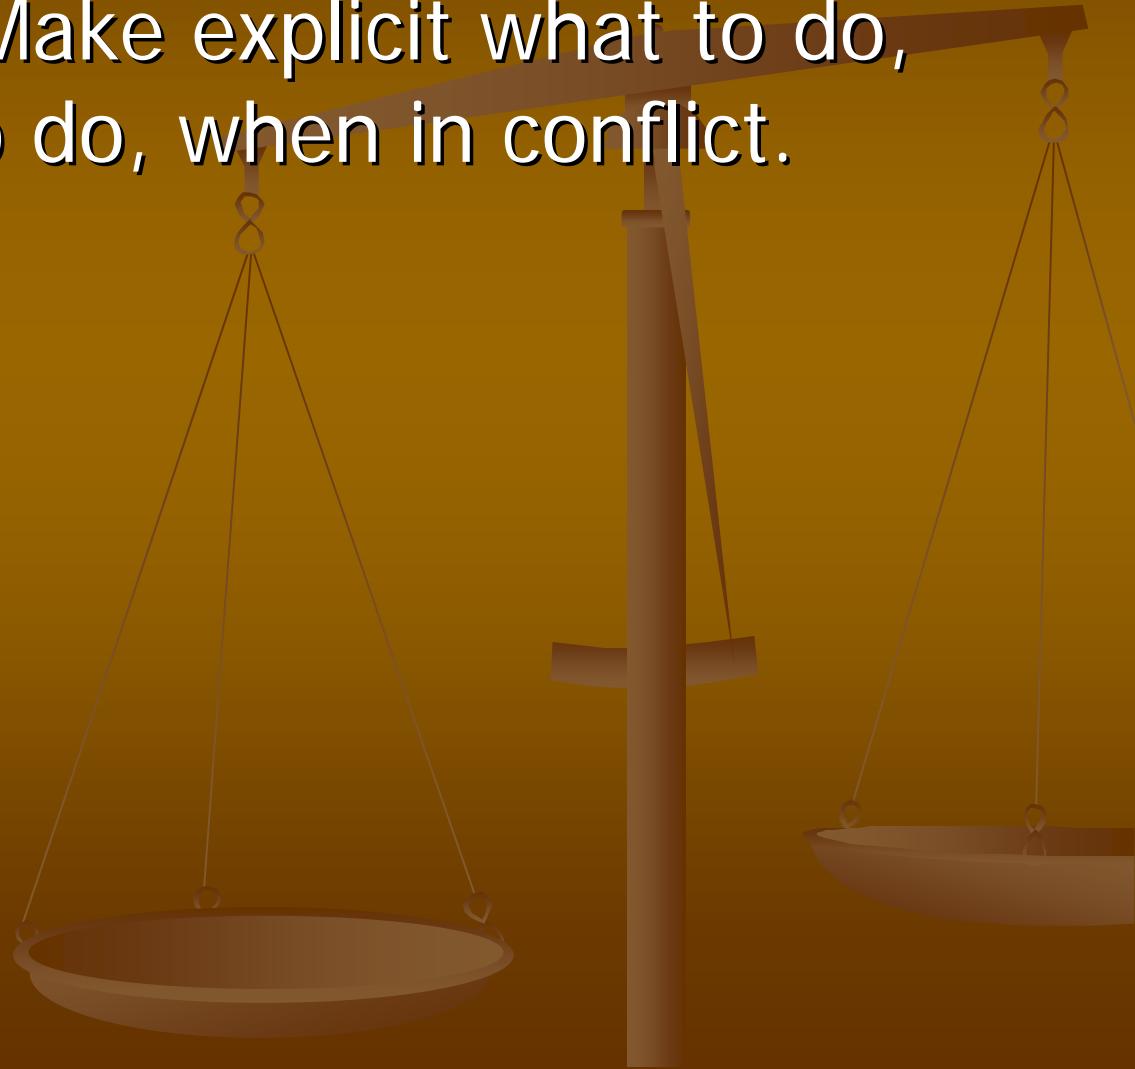 Make explicit what to do,
do, when in conflict.